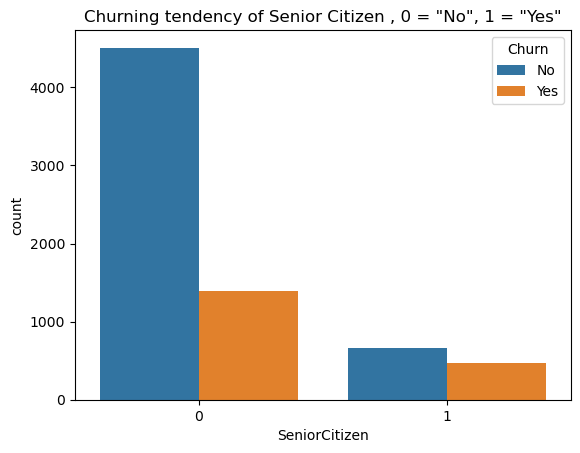 Churning tendency of Senior Citizen , 0 = "No", 1 = "Yes"
Churn
No
Yes
4000
3000
2000
1000
0
count
0 1
SeniorCitizen